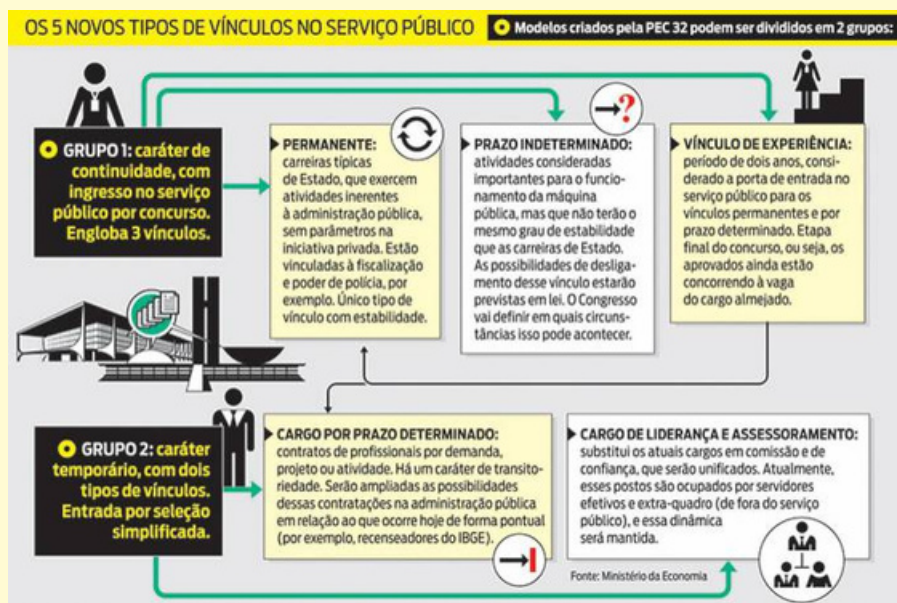 OS 5 NOVOS TIPOS DE VÍNCULOS NO SERVIÇO PÚBLICO
Modelos criados pela PEC 32 podem ser divididos em 2 grupos:
GRUPO 1: caráter de
continuidade, com
ingresso no serviço
público por concurso.
Engloba 3 vínculos.
PERMANENTE:
carreiras típicas
de Estado, que exercem
atividades inerentes
à administração pública,
sem parâmetros na
iniciativa privada. Estão
vinculadas à fiscalização
e poder de polícia, por
exemplo. Único tipo de
vínculo com estabilidade.
?
PRAZO INDETERMINADO:
atividades consideradas
importantes para o funcio-
namento da máquina
pública, mas que não terão o
mesmo grau de estabilidade
que as carreiras de Estado.
As possibilidades de desliga-
mento desse vínculo estarão
previstas em lei. O Congresso
vai definir em quais circuns-
tâncias isso pode acontecer.
VÍNCULO DE EXPERIÊNCIA:
período de dois anos, consi-
derado a porta de entrada no
serviço público para os
vínculos permanentes e por
prazo determinado. Etapa
final do concurso, ou seja, os
aprovados ainda estão
concorrendo à vaga
do cargo almejado.
GRUPO 2: caráter
temporário, com dois
tipos de vínculos.
Entrada por seleção
simplificada.
CARGO POR PRAZO DETERMINADO:
contratos de profissionais por demanda,
projeto ou atividade. Há um caráter de transito-
riedade. Serão ampliadas as possibilidades
dessas contratações na administração pública
em relação ao que ocorre hoje de forma pontual
(por exemplo, recenseadores do IBGE).
CARGO DE LIDERANÇA E ASSESSORAMENTO:
substitui os atuais cargos em comissão e de
confiança, que serão unificados. Atualmente,
esses postos são ocupados por servidores
efetivos e extra-quadro (de fora do serviço
público), e essa dinâmica
será mantida.
Fonte: Ministério da Economia